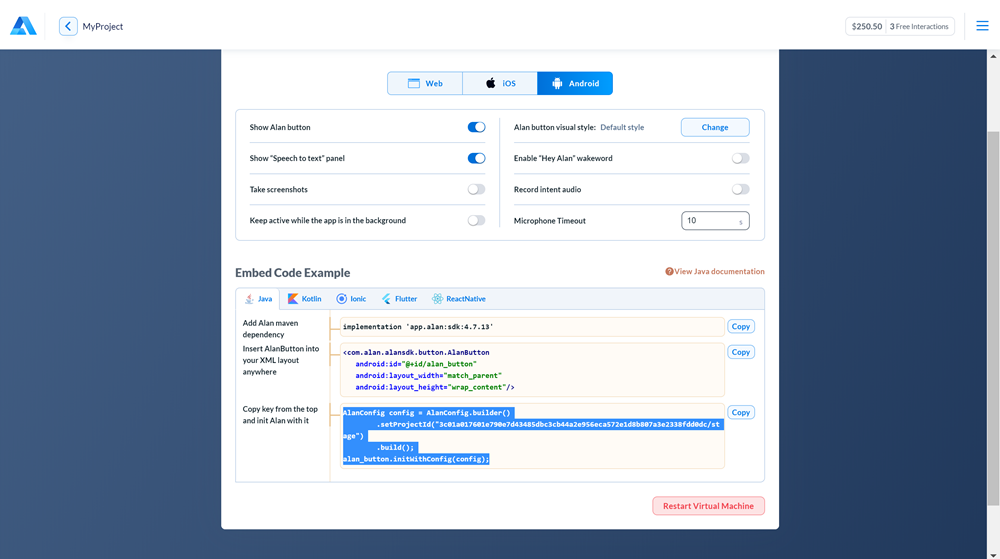 MyProject
$250.50 3 Free Interactions
Web
iOS
Android
Show Alan button
Show "Speech to text" panel
Take screenshots
Keep active while the app is in the background
Alan button visual style: Default style Change
Enable "Hey Alan" wakeword
Record intent audio
Microphone Timeout 10 s
Embed Code Example
View Java documentation
Java
Kotlin
Ionic
Flutter
ReactNative
Add Alan maven
dependency
implementation 'app.alan:sdk:4.7.13'
Copy
Insert AlanButton into
your XML layout
anywhere
<com.alan.alansdk.button.AlanButton
android:id="@+id/alan_button"
android:layout_width="match_parent"
android:layout_height="wrap_content"/>
Copy
Copy key from the top
and init Alan with it
AlanConfig config = AlanConfig.builder()
.setProjectId("3c01a017601e790e7d43485dbc3cb44a2e956eca572e1d8b807a3e2338fdd0dc/st
age")
.build();
alan_button.initWithConfig(config);
Copy
Restart Virtual Machine